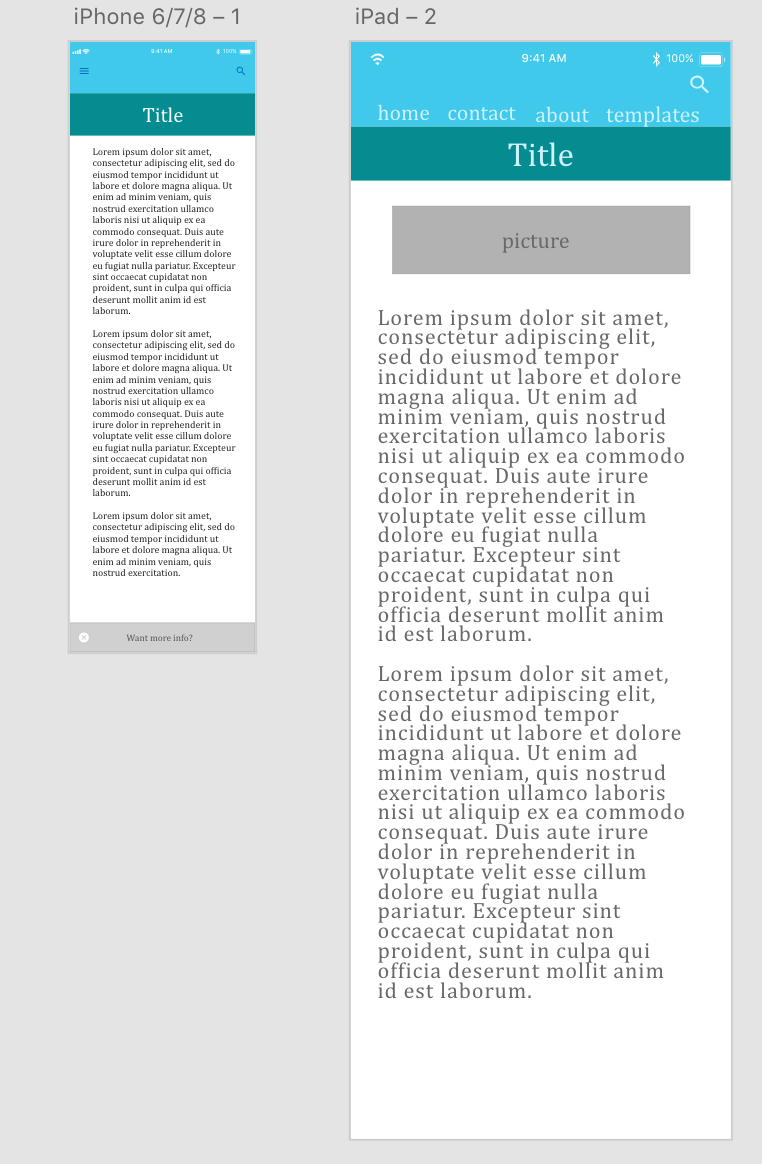 iPhone 6/7/8 – 1
9:41 AM
100%
Title
Lorem ipsum dolor sit amet,
consectetur adipiscing elit, sed do
eiusmod tempor incididunt ut
labore et dolore magna aliqua. Ut
enim ad minim veniam, quis
nostrud exercitation ullamco
laboris nisi ut aliquip ex ea
commodo consequat. Duis aute
irure dolor in reprehenderit in
voluptate velit esse cillum dolore
eu fugiat nulla pariatur. Excepteur
sint occaecat cupidatat non
proident, sunt in culpa qui officia
deserunt mollit anim id est
laborum.
Lorem ipsum dolor sit amet,
consectetur adipiscing elit, sed do
eiusmod tempor incididunt ut
labore et dolore magna aliqua. Ut
enim ad minim veniam, quis
nostrud exercitation ullamco
laboris nisi ut aliquip ex ea
commodo consequat. Duis aute
irure dolor in reprehenderit in
voluptate velit esse cillum dolore
eu fugiat nulla pariatur. Excepteur
sint occaecat cupidatat non
proident, sunt in culpa qui officia
deserunt mollit anim id est
laborum.
Lorem ipsum dolor sit amet,
consectetur adipiscing elit, sed do
eiusmod tempor incididunt ut
labore et dolore magna aliqua. Ut
enim ad minim veniam, quis
nostrud exercitation.
Want more info?
iPad – 2
9:41 AM
100%
home contact about templates
Title
picture
Lorem ipsum dolor sit amet,
consectetur adipiscing elit,
sed do eiusmod tempor
incididunt ut labore et dolore
magna aliqua. Ut enim ad
minim veniam, quis nostrud
exercitation ullamco laboris
nisi ut aliquip ex ea commodo
consequat. Duis aute irure
dolor in reprehenderit in
voluptate velit esse cillum
dolore eu fugiat nulla
pariatur. Excepteur sint
occaecat cupidatat non
proident, sunt in culpa qui
officia deserunt mollit anim
id est laborum.
Lorem ipsum dolor sit amet,
consectetur adipiscing elit,
sed do eiusmod tempor
incididunt ut labore et dolore
magna aliqua. Ut enim ad
minim veniam, quis nostrud
exercitation ullamco laboris
nisi ut aliquip ex ea commodo
consequat. Duis aute irure
dolor in reprehenderit in
voluptate velit esse cillum
dolore eu fugiat nulla
pariatur. Excepteur sint
occaecat cupidatat non
proident, sunt in culpa qui
officia deserunt mollit anim
id est laborum.